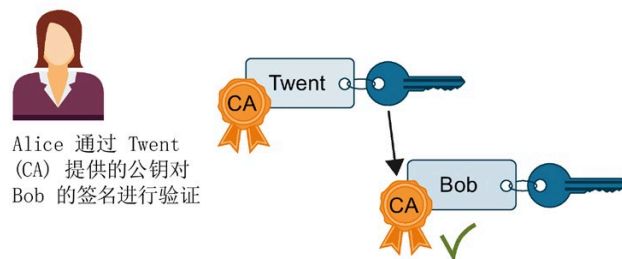 Twent
CA
Alice 通过 Twent
(CA) 提供的公钥对
Bob 的签名进行验证
Bob
CA